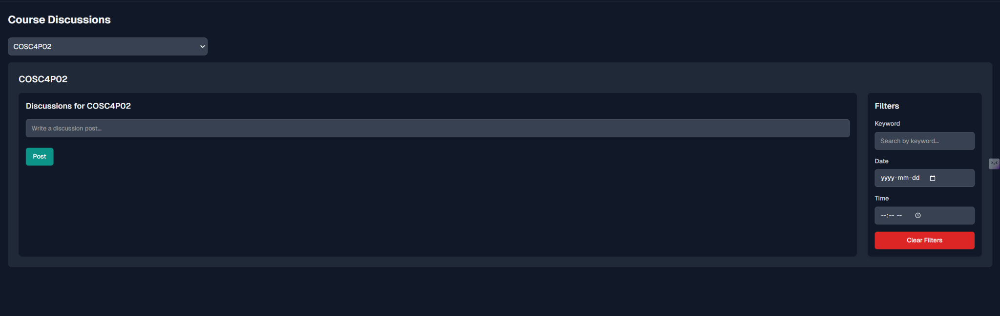 Course Discussions
COSC4P02
COSC4P02
Discussions for COSC4P02
Write a discussion post...
Post
Filters
Keyword
Search by keyword...
Date
yyyy-mm-dd
Time
--:-- --
Clear Filters